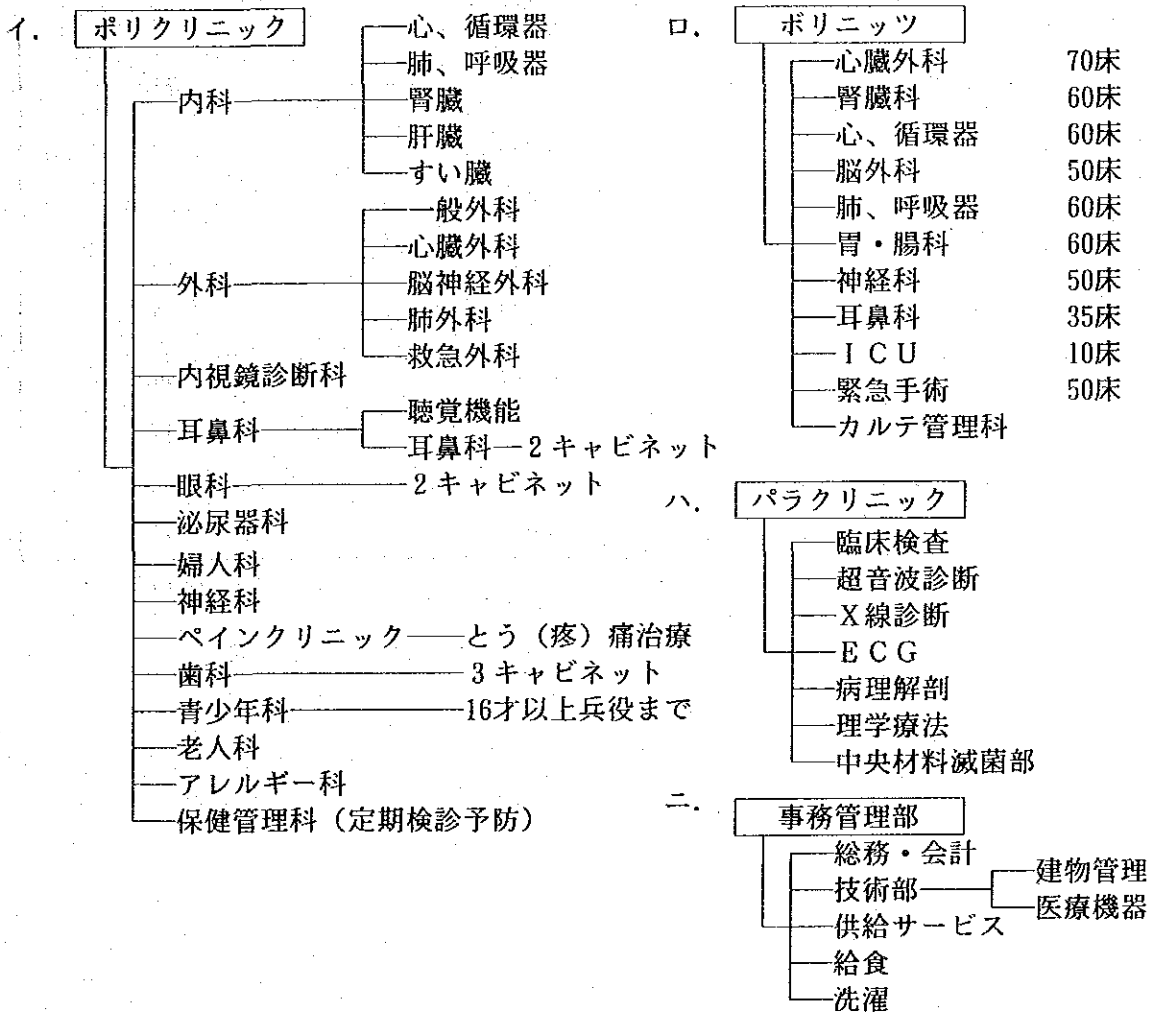 イ. ポリクリニック
内科
心、循環器
肺、呼吸器
腎臓
肝臓
すい臓
外科
一般外科
心臓外科
脳神経外科
肺外科
救急外科
内視鏡診断科
耳鼻科
聴覚機能
耳鼻科―2キャビネット
眼科 2キャビネット
泌尿器科
婦人科
神経科
ペインクリニック とう(疼)痛治療
歯科 3キャビネット
青少年科 16才以上兵役まで
老人科
アレルギー科
保健管理科(定期検診予防)
ロ. ボリニッツ
心臓外科 70床
腎臓科 60床
心、循環器 60床
脳外科 50床
肺、呼吸器 60床
胃・腸科 60床
神経科 50床
耳鼻科 35床
ICU 10床
緊急手術 50床
カルテ管理科
ハ. パラクリニック
臨床検査
超音波診断
X線診断
ECG
病理解剖
理学療法
中央材料滅菌部
ニ. 事務管理部
総務・会計
技術部
建物管理
医療機器
供給サービス
給食
洗濯